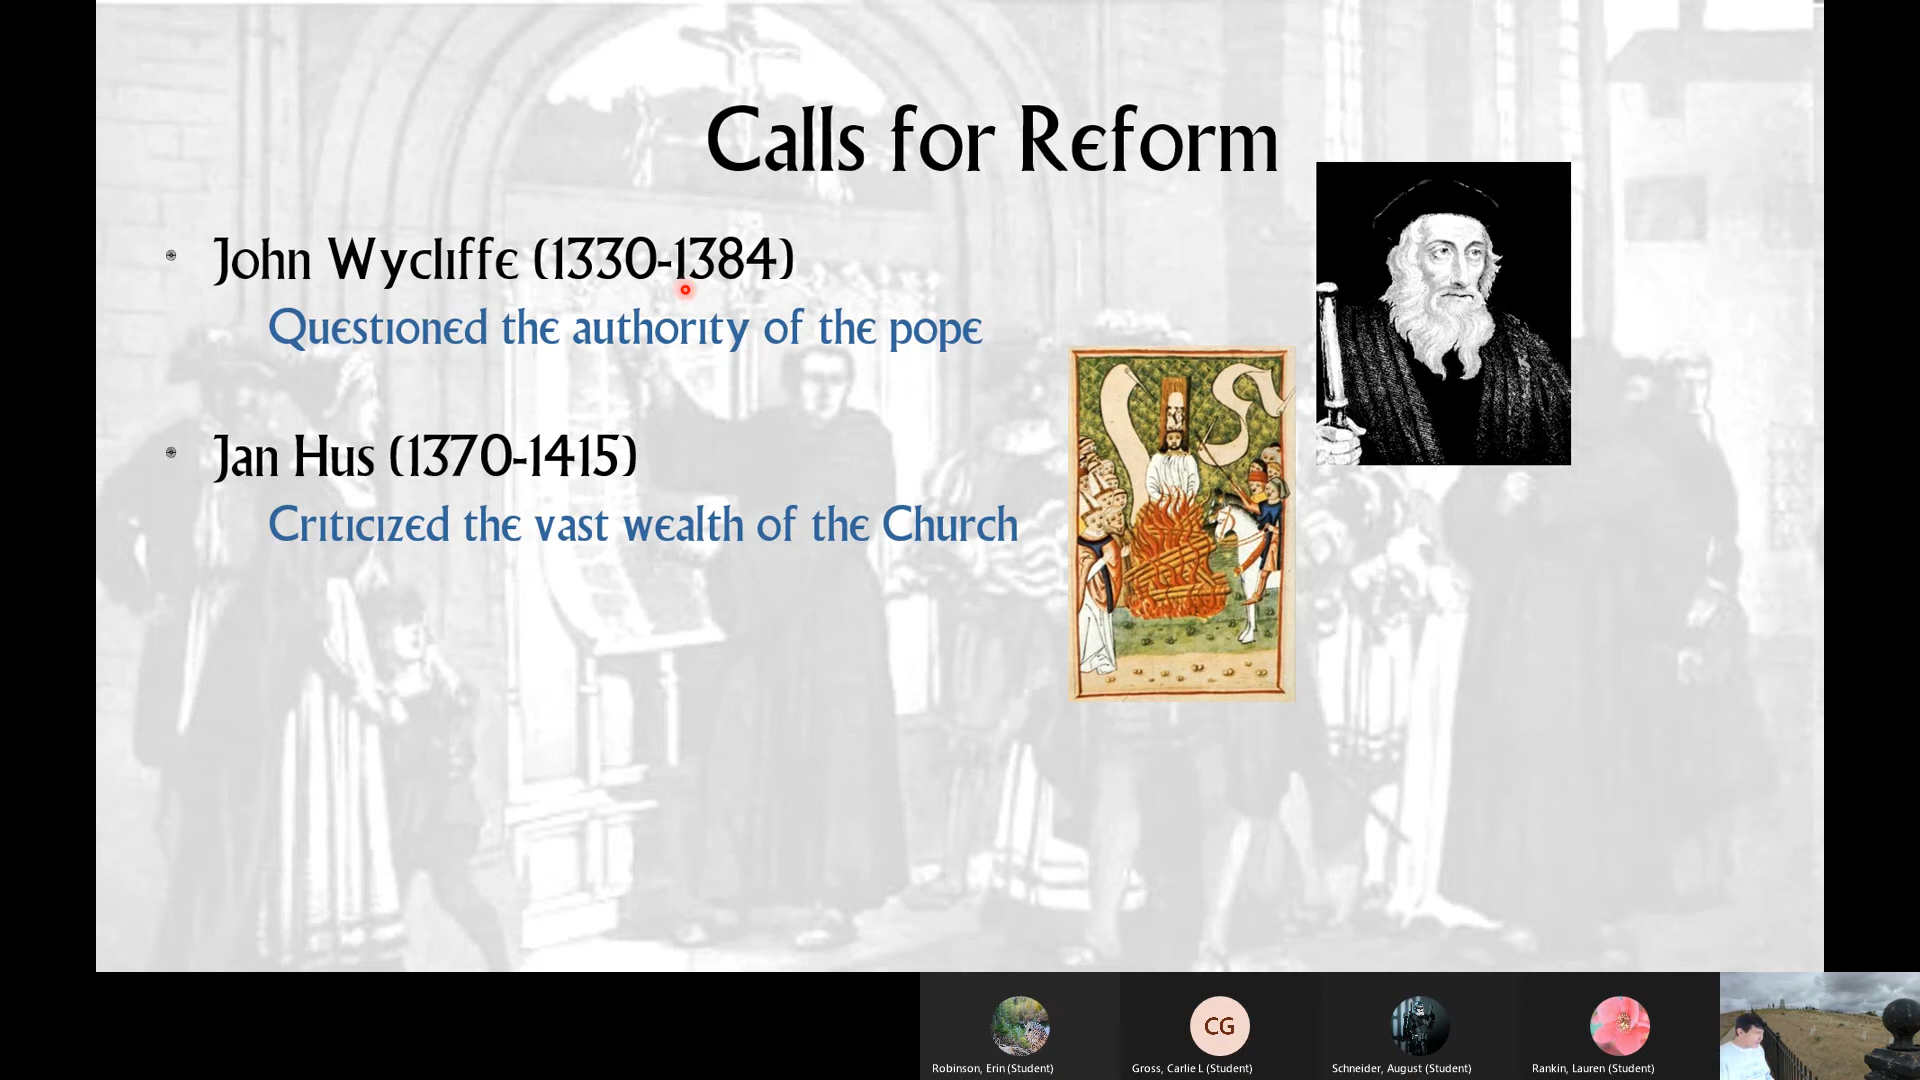 Calls for Reform
John Wycliffe (1330-1384)
Questioned the authority of the pope
Jan Hus (1370-1415)
Criticized the vast wealth of the Church
CG
Robinson, Erin (Student)
Gross, Carlie L (Student)
Schneider, August (Student)
Rankin, Lauren (Student)